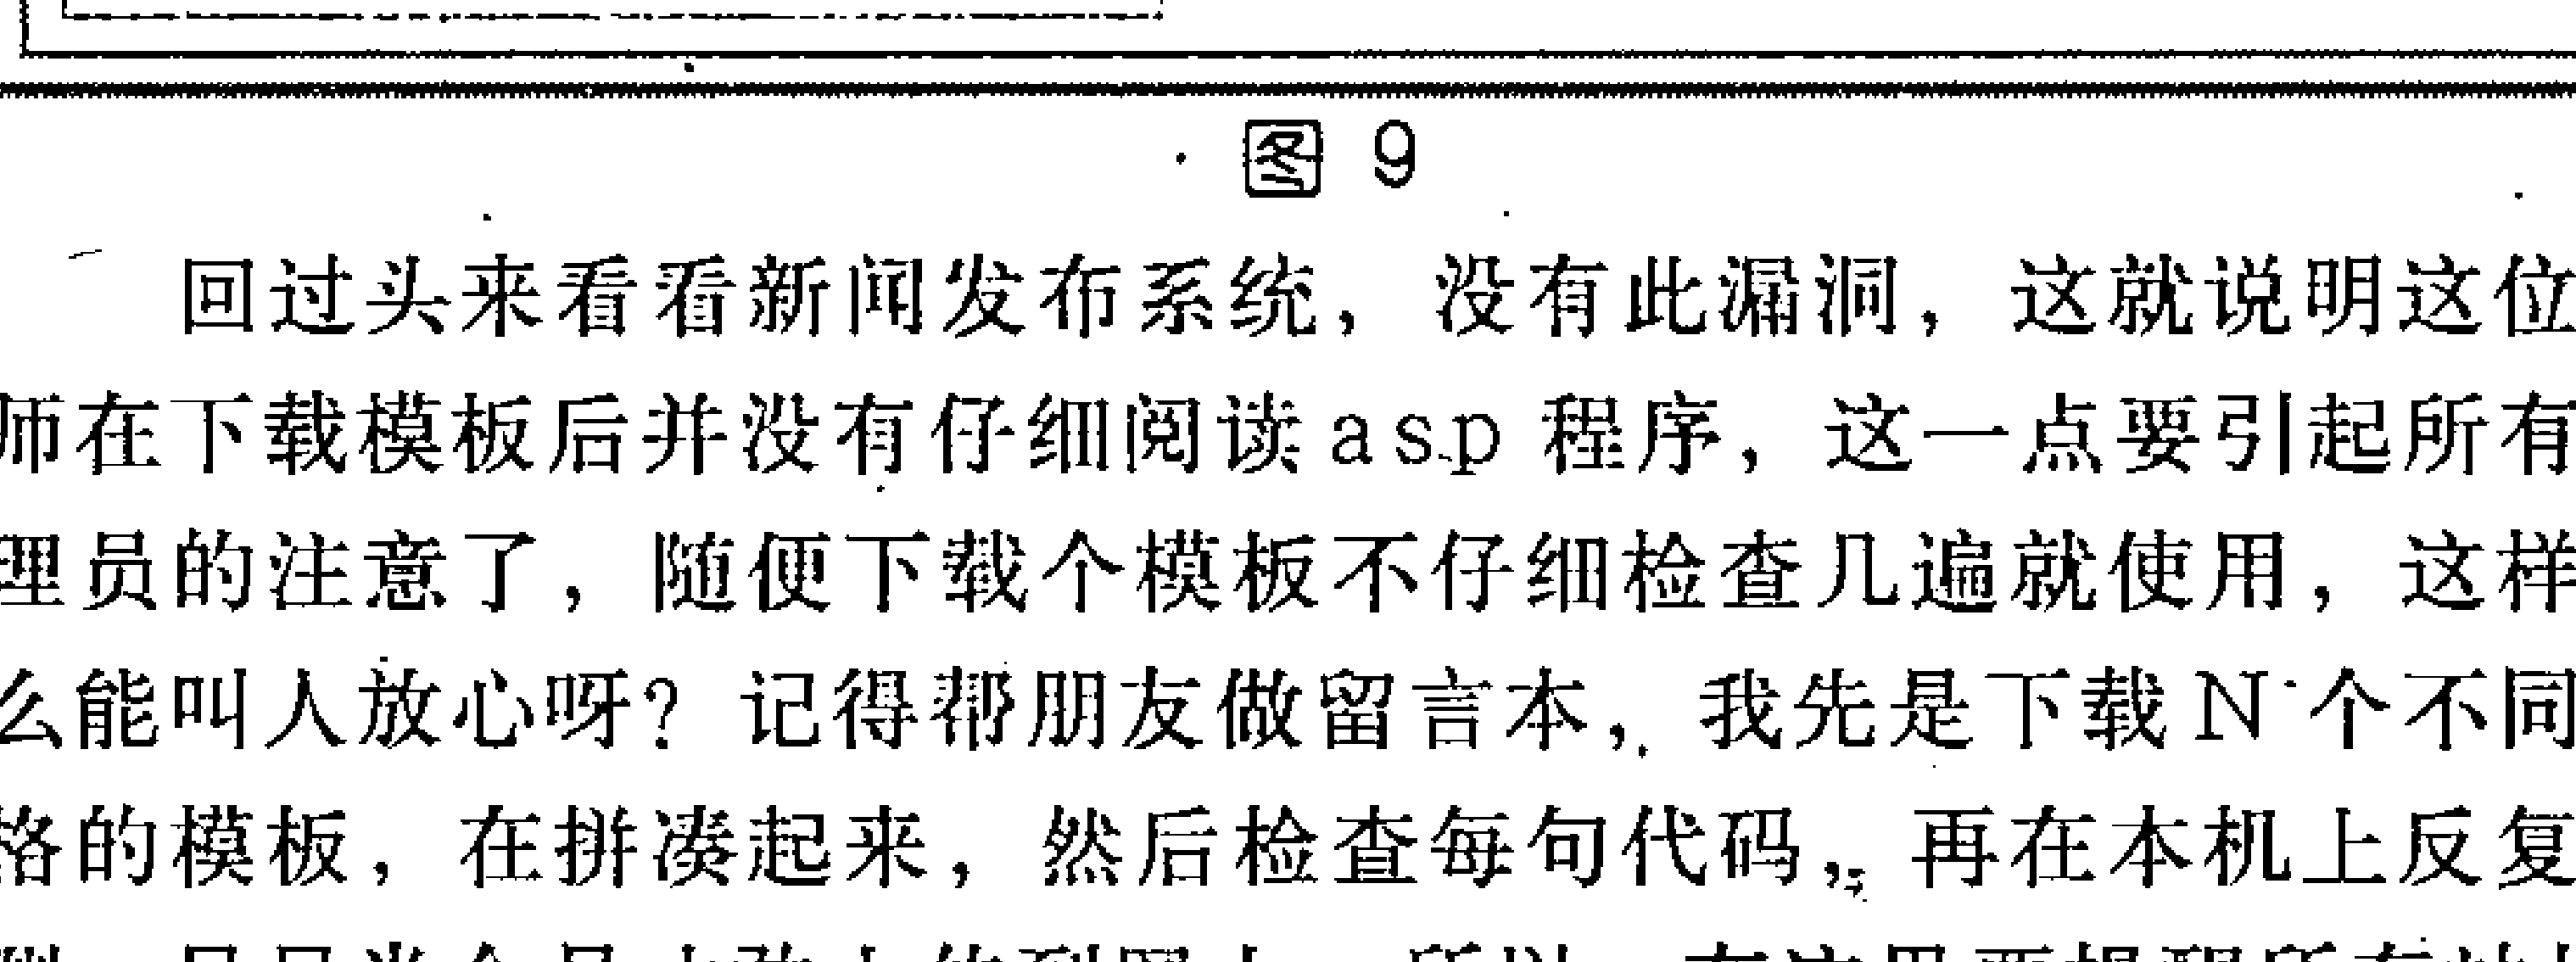 图 9
回过头来看看新闻发布系统，没有此漏洞，这就说明这位
师在下载模板后并没有仔细阅读asp 程序，这一点要引起所有
理员的注意了，随便下载个模板不仔细检查几遍就使用，这样
么能叫人放心呀？记得帮朋友做留言本，我先是下载N个不同
格的模板，在拼凑起来，然后检查每句代码，再在本机上反复